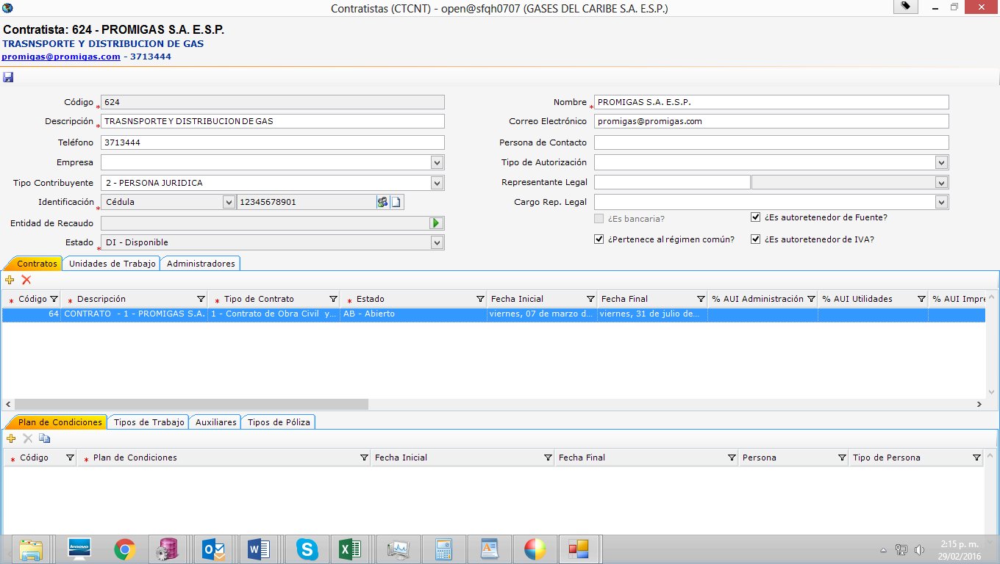 Contratistas (CTCNT) - open@sfqh0707 (GASES DEL CARIBE S.A. E.S.P.)
Contratista: 624 - PROMIGAS S.A. E.S.P.
TRASNSPORTE Y DISTRIBUCION DE GAS
promigas@promigas.com - 3713444
Código * 624 Nombre * PROMIGAS S.A. E.S.P.
Descripción * TRASNSPORTE Y DISTRIBUCION DE GAS Correo Electrónico promigas@promigas.com
Teléfono 3713444 Persona de Contacto
Empresa Tipo de Autorización
Tipo Contribuyente 2 - PERSONA JURIDICA Representante Legal
Identificación * Cédula 12345678901 Cargo Rep. Legal
Entidad de Recaudo ¿Es bancaria? ¿Es autoretenedor de Fuente?
Estado * DI - Disponible ¿Pertenece al régimen común? ¿Es autoretenedor de IVA?
Contratos Unidades de Trabajo Administradores
* Código * Descripción * Tipo de Contrato * Estado Fecha Inicial Fecha Final % AUI Administración % AUI Utilidades % AUI Impre
64 CONTRATO - 1 - PROMIGAS S.A. 1 - Contrato de Obra Civil y... AB - Abierto viernes, 07 de marzo d... viernes, 31 de julio de...
Plan de Condiciones Tipos de Trabajo Auxiliares Tipos de Póliza
* Código * Plan de Condiciones Fecha Inicial Fecha Final Persona Tipo de Persona
lenovo
2:15 p. m.
29/02/2016